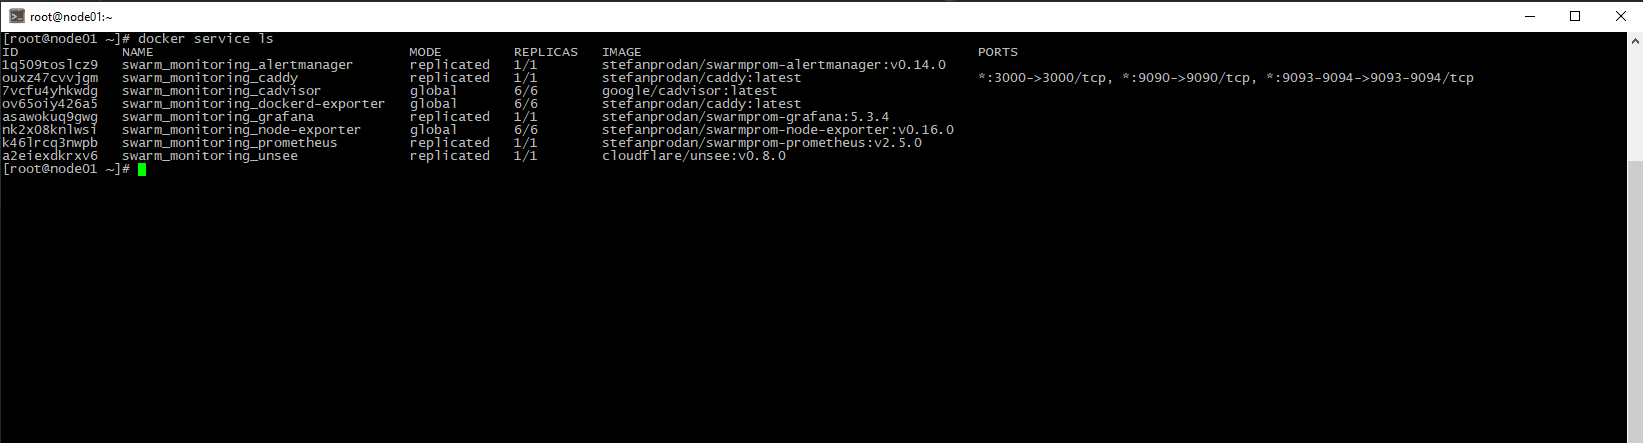 root@node01:~
[root@node01 ~]# docker service ls
ID             NAME                                MODE         REPLICAS   IMAGE                                          PORTS
1q509toslcz9   swarm_monitoring_alertmanager       replicated   1/1        stefanprodan/swarmprom-alertmanager:v0.14.0
ouxz47cvvjgm   swarm_monitoring_caddy              replicated   1/1        stefanprodan/caddy:latest                      *:3000->3000/tcp, *:9090->9090/tcp, *:9093-9094->9093-9094/tcp
7vcfu4yhkwdg   swarm_monitoring_cadvisor           global       6/6        google/cadvisor:latest
ov65oiy426a5   swarm_monitoring_dockerd-exporter   global       6/6        stefanprodan/caddy:latest
asawokuq9gwg   swarm_monitoring_grafana            replicated   1/1        stefanprodan/swarmprom-grafana:5.3.4
nk2x08knlwsi   swarm_monitoring_node-exporter      global       6/6        stefanprodan/swarmprom-node-exporter:v0.16.0
k46lrcq3nwpb   swarm_monitoring_prometheus         replicated   1/1        stefanprodan/swarmprom-prometheus:v2.5.0
a2eiexdkrxv6   swarm_monitoring_unsee              replicated   1/1        cloudflare/unsee:v0.8.0
[root@node01 ~]#